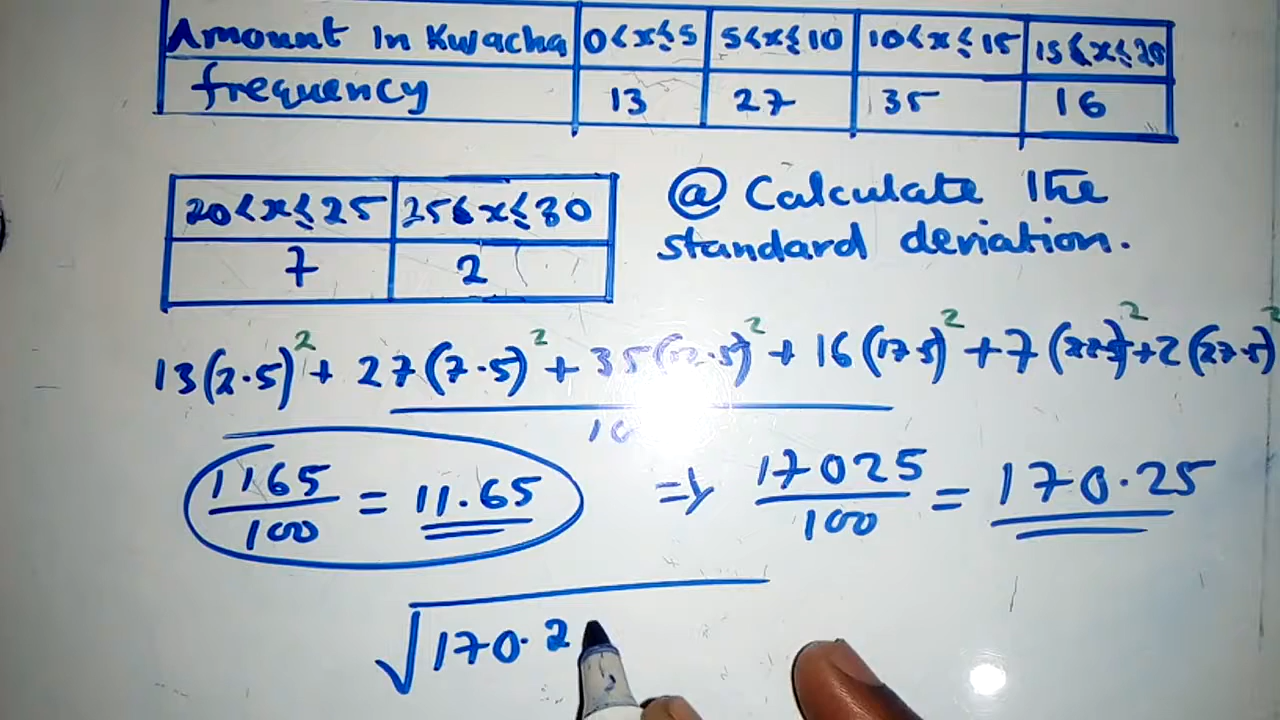 Amount In Kwacha 0<x≤5 5<x≤10 10<x≤15 15<x≤20
frequency 13 27 35 16
20<x≤25 25<x≤30
7 2
@ Calculate the
standard deviation.
13(2.5)² + 27(7.5)² + 35(12.5)² + 16(17.5)² + 7(22.5)² + 2(27.5)²
1165/100 = 11.65 => 17025/100 = 170.25
√170.2